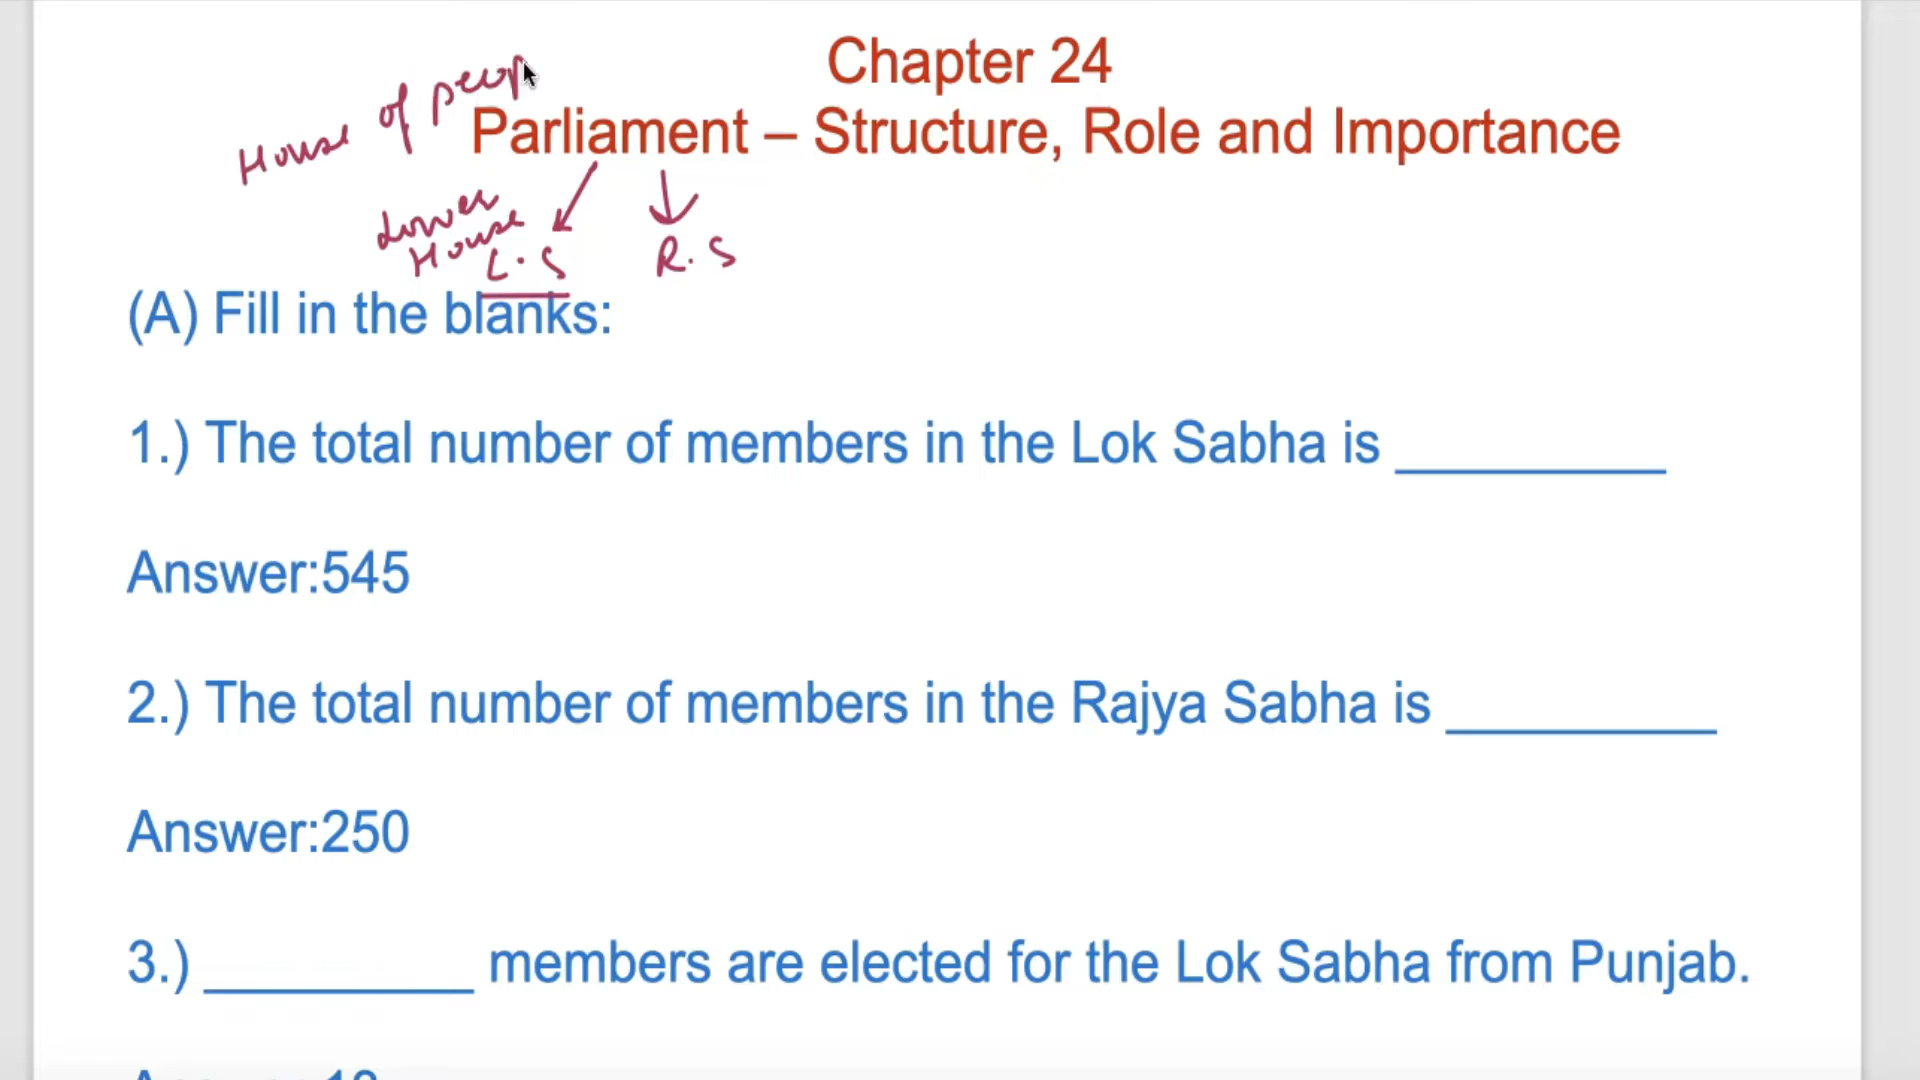 Chapter 24
House of peop
Parliament – Structure, Role and Importance
Lower
House
L.S
R.S
(A) Fill in the blanks:
1.) The total number of members in the Lok Sabha is __________
Answer:545
2.) The total number of members in the Rajya Sabha is __________
Answer:250
3.) __________ members are elected for the Lok Sabha from Punjab.